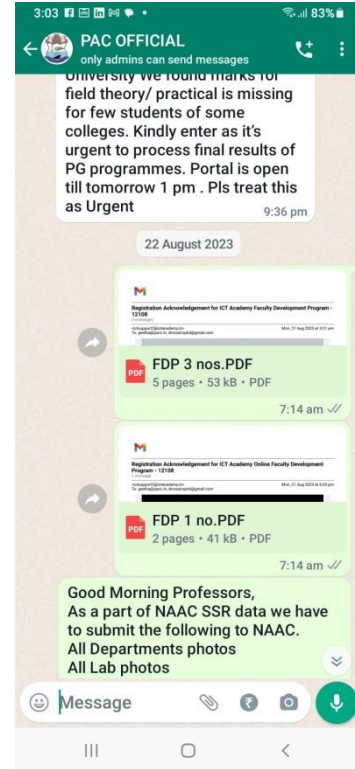 3:03
83%
PAC OFFICIAL
only admins can send messages
University We found marks for
field theory/ practical is missing
for few students of some
colleges. Kindly enter as it's
urgent to process final results of
PG programmes. Portal is open
till tomorrow 1 pm . Pls treat this
as Urgent
9:36 pm
22 August 2023
Registration Acknowledgement for ICT Academy Faculty Development Program -
12108
PDF
FDP 3 nos.PDF
5 pages • 53 kB • PDF
7:14 am
Registration Acknowledgement for ICT Academy Online Faculty Development
Program - 12108
PDF
FDP 1 no.PDF
2 pages • 41 kB • PDF
7:14 am
Good Morning Professors,
As a part of NAAC SSR data we have
to submit the following to NAAC.
All Departments photos
All Lab photos
Message